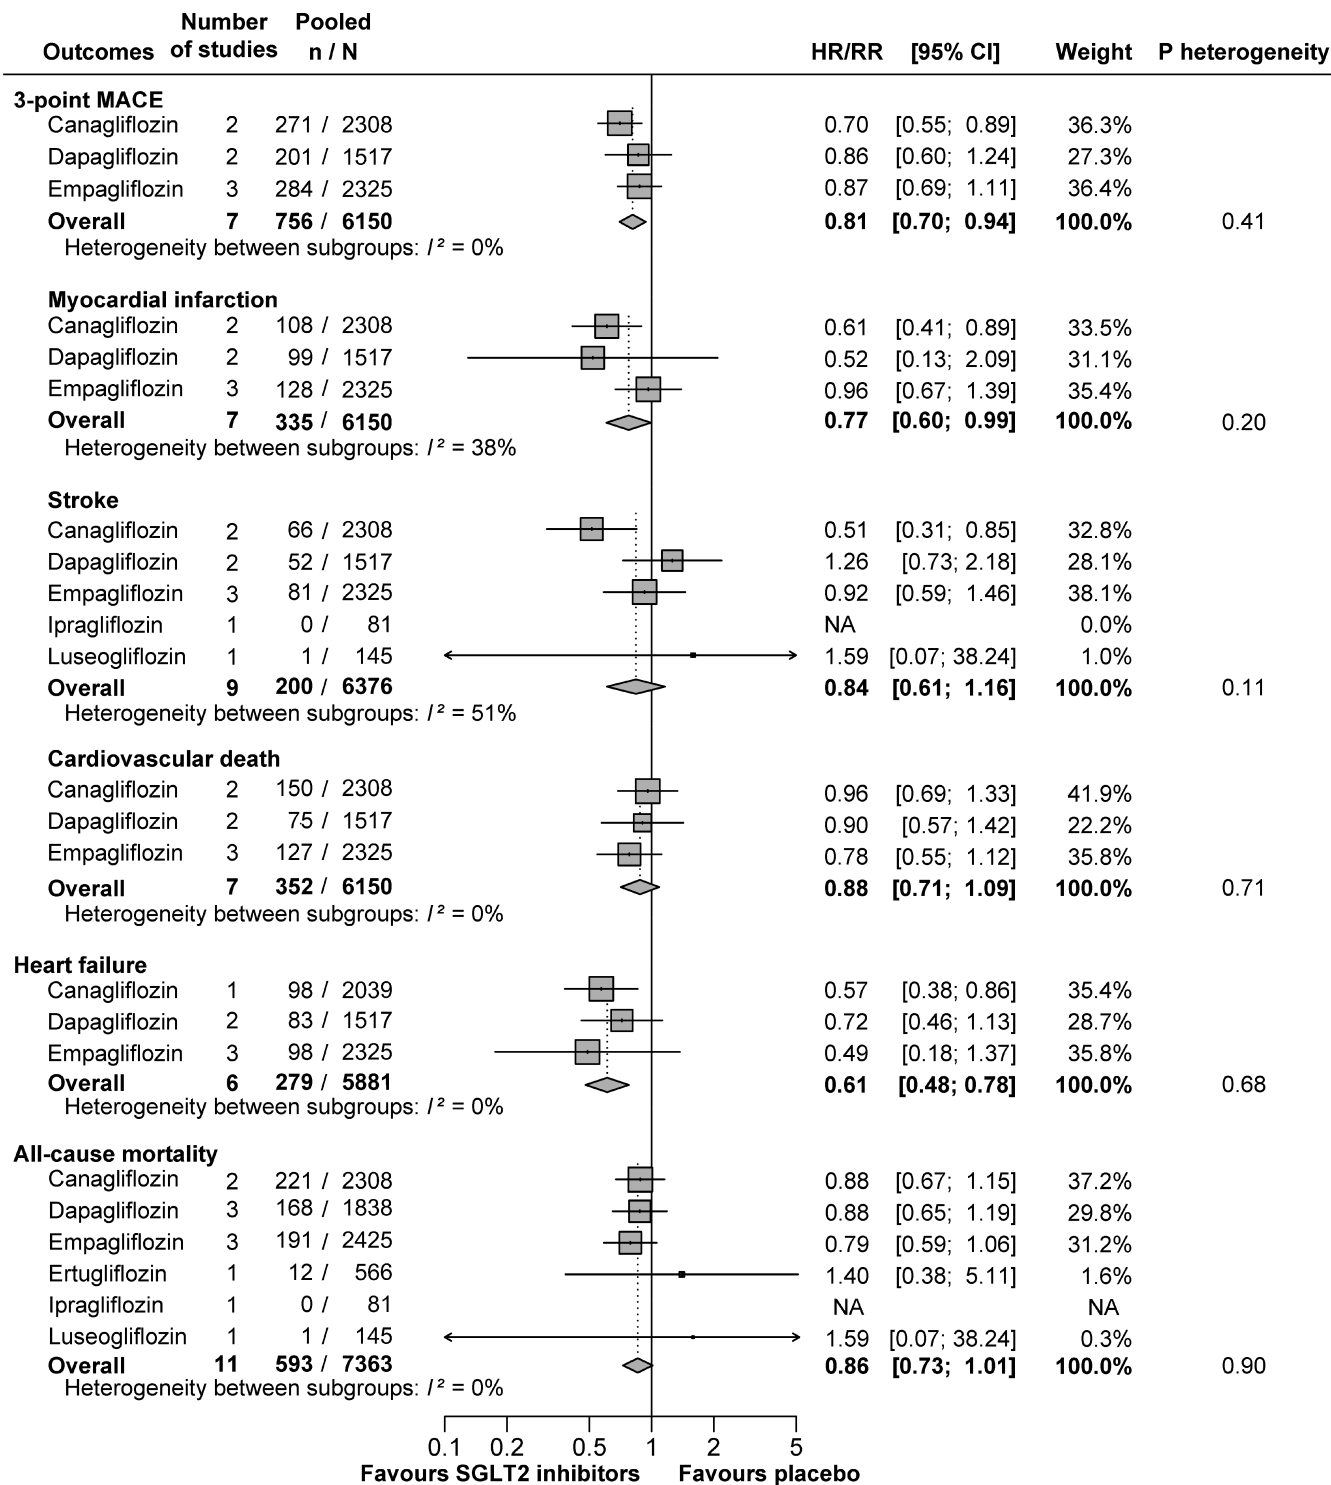 Outcomes Number of studies Pooled n / N HR/RR [95% CI] Weight P heterogeneity
3-point MACE
Canagliflozin 2 271 / 2308 0.70 [0.55; 0.89] 36.3%
Dapagliflozin 2 201 / 1517 0.86 [0.60; 1.24] 27.3%
Empagliflozin 3 284 / 2325 0.87 [0.69; 1.11] 36.4%
Overall 7 756 / 6150 0.81 [0.70; 0.94] 100.0% 0.41
Heterogeneity between subgroups: I² = 0%
Myocardial infarction
Canagliflozin 2 108 / 2308 0.61 [0.41; 0.89] 33.5%
Dapagliflozin 2 99 / 1517 0.52 [0.13; 2.09] 31.1%
Empagliflozin 3 128 / 2325 0.96 [0.67; 1.39] 35.4%
Overall 7 335 / 6150 0.77 [0.60; 0.99] 100.0% 0.20
Heterogeneity between subgroups: I² = 38%
Stroke
Canagliflozin 2 66 / 2308 0.51 [0.31; 0.85] 32.8%
Dapagliflozin 2 52 / 1517 1.26 [0.73; 2.18] 28.1%
Empagliflozin 3 81 / 2325 0.92 [0.59; 1.46] 38.1%
Ipragliflozin 1 0 / 81 NA 0.0%
Luseogliflozin 1 1 / 145 1.59 [0.07; 38.24] 1.0%
Overall 9 200 / 6376 0.84 [0.61; 1.16] 100.0% 0.11
Heterogeneity between subgroups: I² = 51%
Cardiovascular death
Canagliflozin 2 150 / 2308 0.96 [0.69; 1.33] 41.9%
Dapagliflozin 2 75 / 1517 0.90 [0.57; 1.42] 22.2%
Empagliflozin 3 127 / 2325 0.78 [0.55; 1.12] 35.8%
Overall 7 352 / 6150 0.88 [0.71; 1.09] 100.0% 0.71
Heterogeneity between subgroups: I² = 0%
Heart failure
Canagliflozin 1 98 / 2039 0.57 [0.38; 0.86] 35.4%
Dapagliflozin 2 83 / 1517 0.72 [0.46; 1.13] 28.7%
Empagliflozin 3 98 / 2325 0.49 [0.18; 1.37] 35.8%
Overall 6 279 / 5881 0.61 [0.48; 0.78] 100.0% 0.68
Heterogeneity between subgroups: I² = 0%
All-cause mortality
Canagliflozin 2 221 / 2308 0.88 [0.67; 1.15] 37.2%
Dapagliflozin 3 168 / 1838 0.88 [0.65; 1.19] 29.8%
Empagliflozin 3 191 / 2425 0.79 [0.59; 1.06] 31.2%
Ertugliflozin 1 12 / 566 1.40 [0.38; 5.11] 1.6%
Ipragliflozin 1 0 / 81 NA NA
Luseogliflozin 1 1 / 145 1.59 [0.07; 38.24] 0.3%
Overall 11 593 / 7363 0.86 [0.73; 1.01] 100.0% 0.90
Heterogeneity between subgroups: I² = 0%
0.1 0.2 0.5 1 2 5
Favours SGLT2 inhibitors Favours placebo